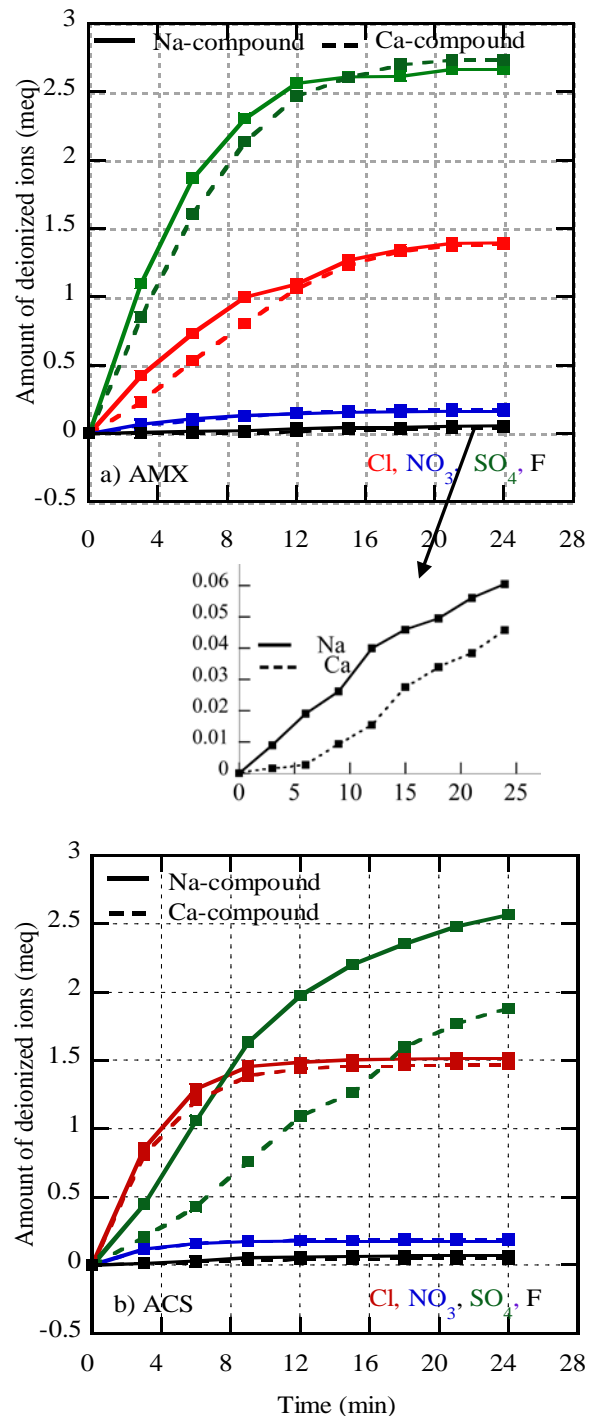 3
Na-compound Ca-compound
2.5
2
1.5
1
0.5
0
-0.5
Amount of deionized ions (meq)
a) AMX Cl, NO3, SO4, F
0 4 8 12 16 20 24 28
0.06
0.05
0.04
0.03
0.02
0.01
0
Na
Ca
0 5 10 15 20 25
3
Na-compound
Ca-compound
2.5
2
1.5
1
0.5
0
-0.5
Amount of deionized ions (meq)
b) ACS Cl, NO3, SO4, F
0 4 8 12 16 20 24 28
Time (min)